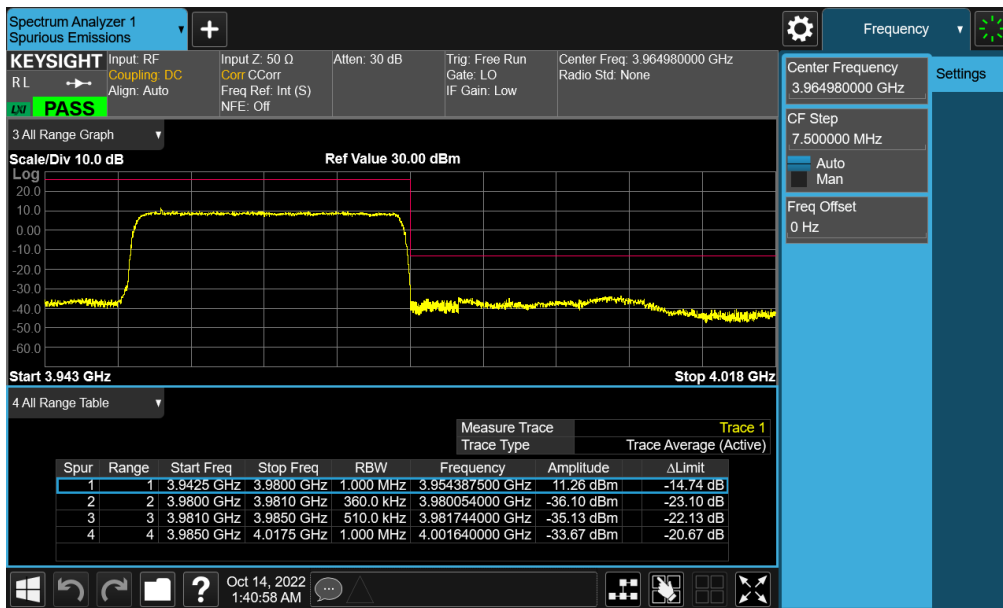 Spectrum Analyzer 1
Spurious Emissions
Frequency
KEYSIGHT Input: RF Input Z: 50 Ω Atten: 30 dB Trig: Free Run Center Freq: 3.964980000 GHz
R L Coupling: DC Corr CCorr Gate: LO Radio Std: None
Align: Auto Freq Ref: Int (S) IF Gain: Low
LXI PASS NFE: Off
Center Frequency
3.964980000 GHz
Settings
CF Step
7.500000 MHz
Auto
Man
Freq Offset
0 Hz
3 All Range Graph
Scale/Div 10.0 dB Ref Value 30.00 dBm
Log
20.0
10.0
0.00
-10.0
-20.0
-30.0
-40.0
-50.0
-60.0
Start 3.943 GHz Stop 4.018 GHz
4 All Range Table
Measure Trace Trace 1
Trace Type Trace Average (Active)
Spur Range Start Freq Stop Freq RBW Frequency Amplitude ΔLimit
1 1 3.9425 GHz 3.9800 GHz 1.000 MHz 3.954387500 GHz 11.26 dBm -14.74 dB
2 2 3.9800 GHz 3.9810 GHz 360.0 kHz 3.980054000 GHz -36.10 dBm -23.10 dB
3 3 3.9810 GHz 3.9850 GHz 510.0 kHz 3.981744000 GHz -35.13 dBm -22.13 dB
4 4 3.9850 GHz 4.0175 GHz 1.000 MHz 4.001640000 GHz -33.67 dBm -20.67 dB
Oct 14, 2022
1:40:58 AM